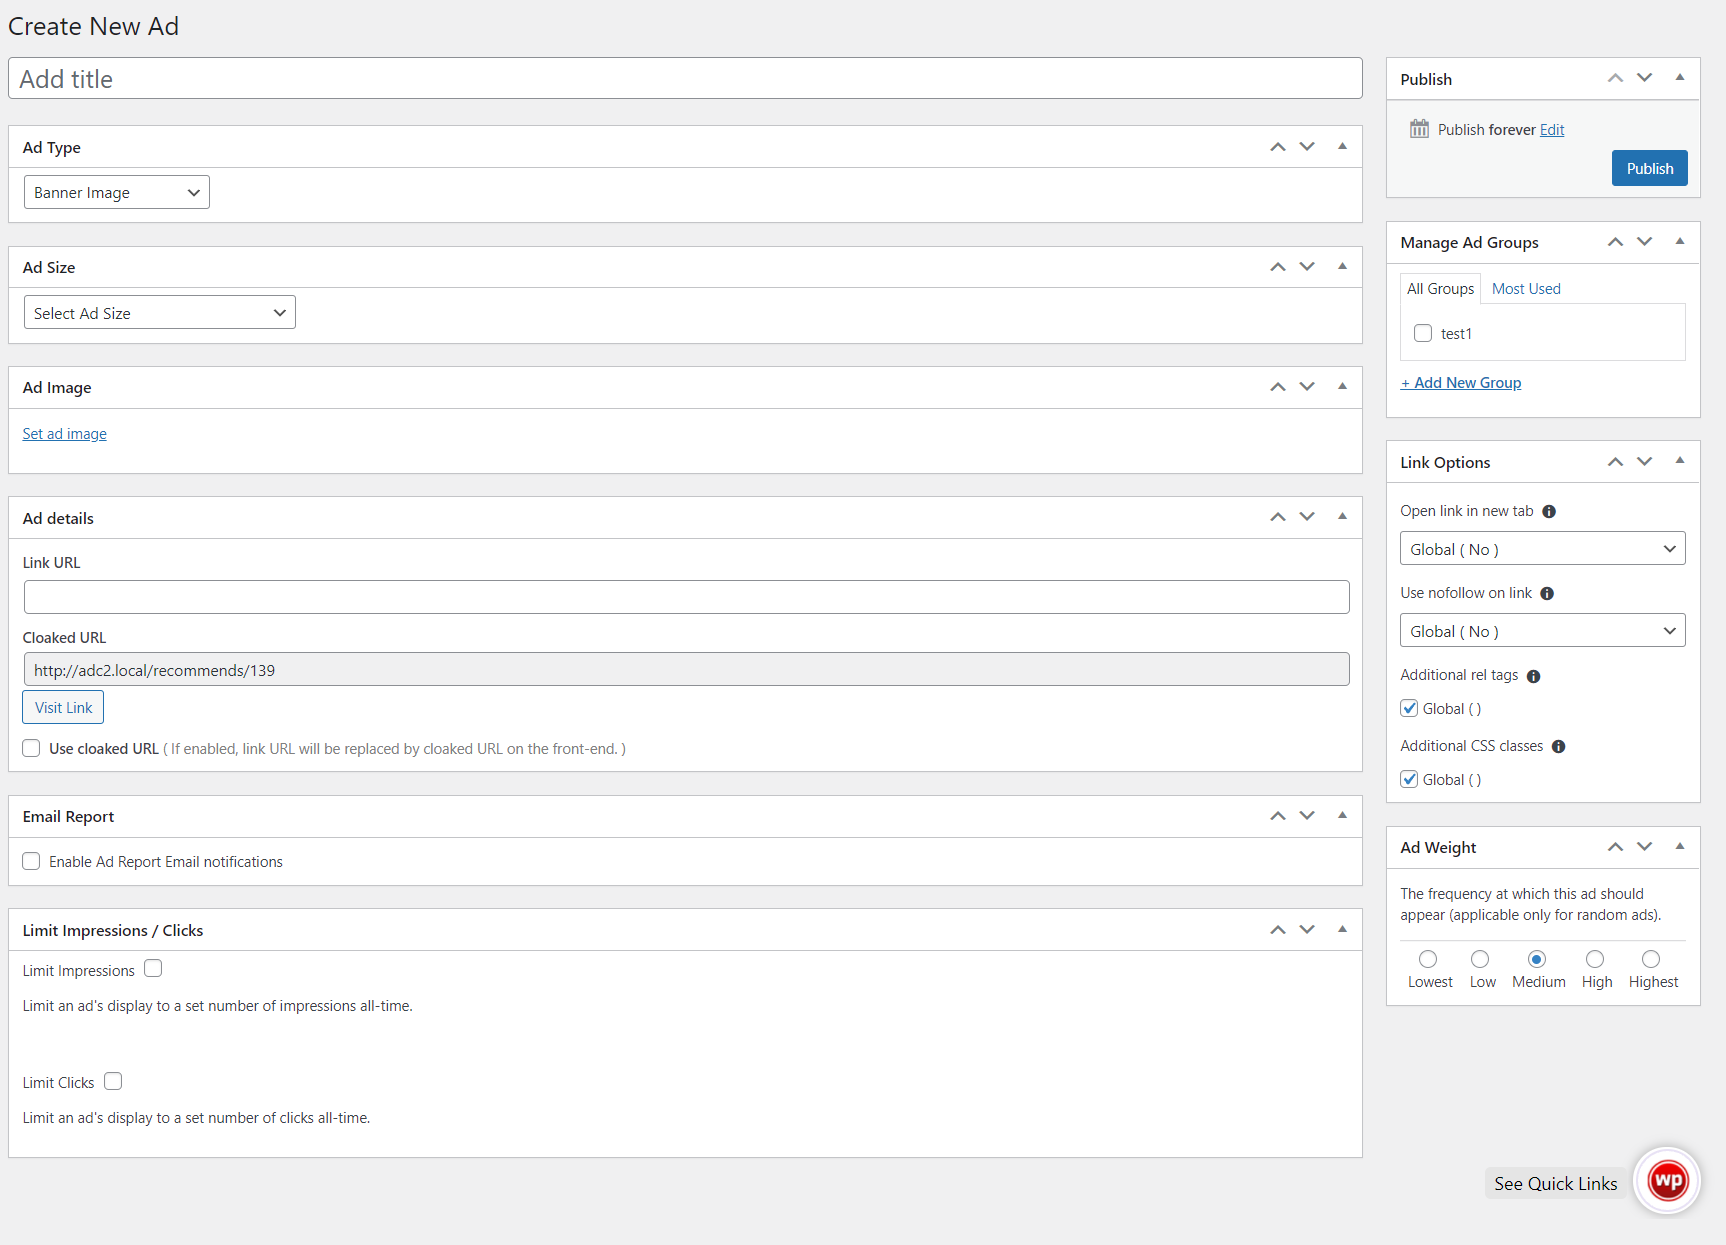 Create New Ad
Add title
Ad Type
Banner Image
Ad Size
Select Ad Size
Ad Image
Set ad image
Ad details
Link URL
Cloaked URL
http://adc2.local/recommends/139
Visit Link
Use cloaked URL ( If enabled, link URL will be replaced by cloaked URL on the front-end. )
Email Report
Enable Ad Report Email notifications
Limit Impressions / Clicks
Limit Impressions
Limit an ad's display to a set number of impressions all-time.
Limit Clicks
Limit an ad's display to a set number of clicks all-time.
Publish
Publish forever Edit
Publish
Manage Ad Groups
All Groups Most Used
test1
+ Add New Group
Link Options
Open link in new tab
Global ( No )
Use nofollow on link
Global ( No )
Additional rel tags
Global ( )
Additional CSS classes
Global ( )
Ad Weight
The frequency at which this ad should
appear (applicable only for random ads).
Lowest Low Medium High Highest
See Quick Links
wp